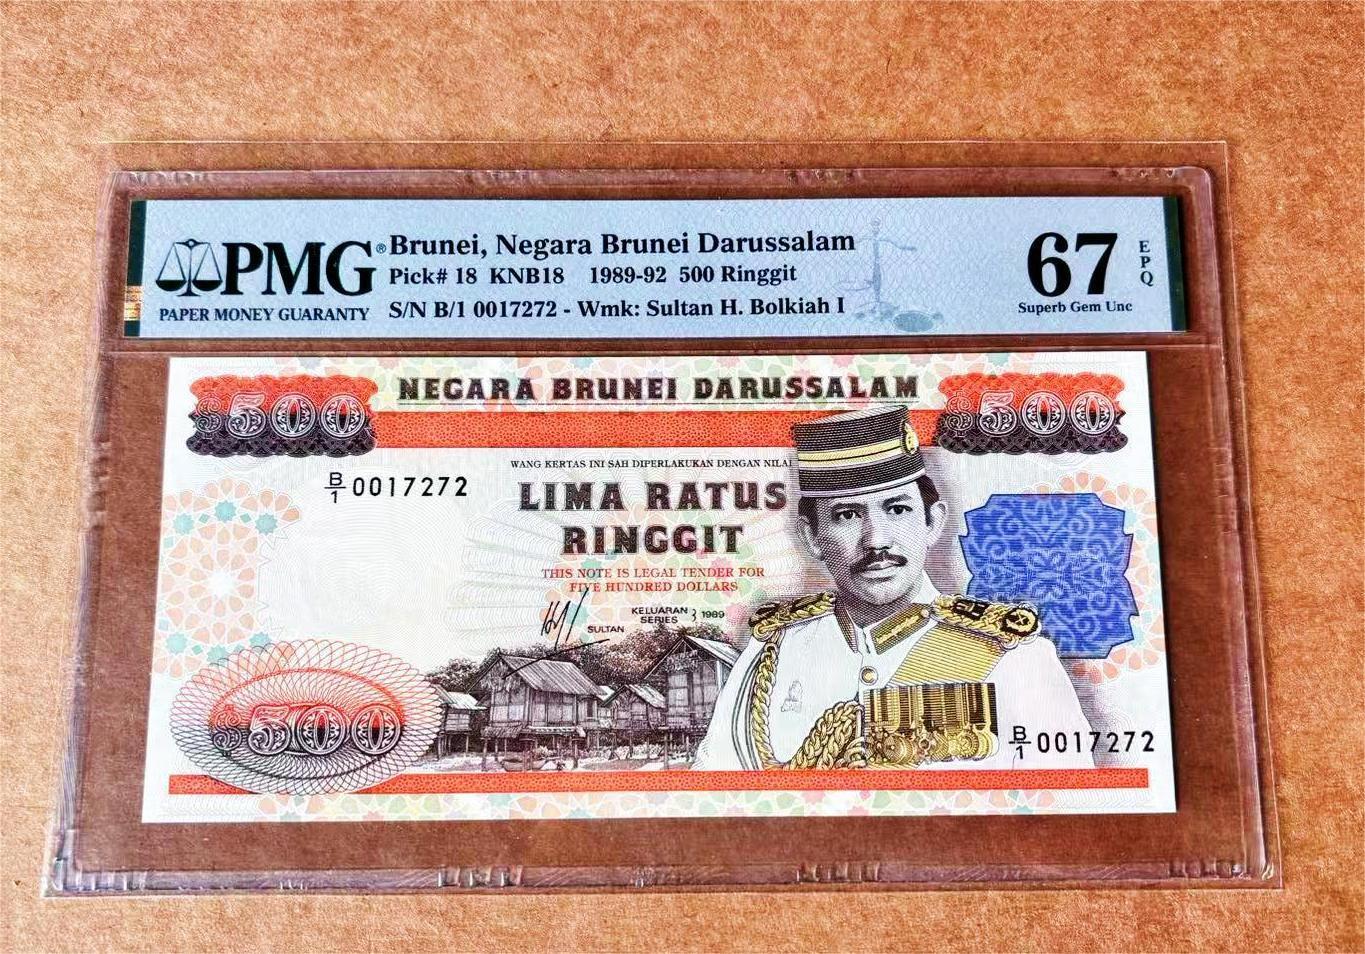 PMG®
PAPER MONEY GUARANTY
Brunei, Negara Brunei Darussalam
Pick# 18 KNB18 1989-92 500 Ringgit
S/N B/1 0017272 - Wmk: Sultan H. Bolkiah I
67
EPQ
Superb Gem Unc
NEGARA BRUNEI DARUSSALAM
$500
$500
B/1 0017272
WANG KERTAS INI SAH DIPERLAKUKAN DENGAN NILAI
LIMA RATUS
RINGGIT
THIS NOTE IS LEGAL TENDER FOR
FIVE HUNDRED DOLLARS
KELUARAN
SERIES } 1989
SULTAN
$500
B/1 0017272